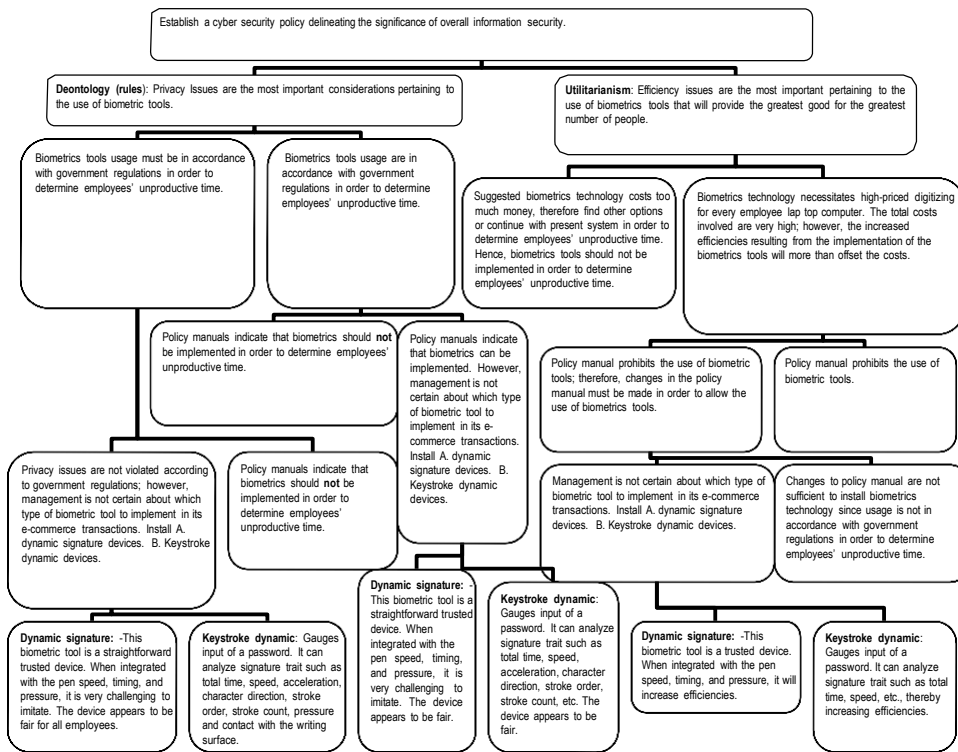 Establish a cyber security policy delineating the significance of overall information security.
Deontology (rules): Privacy Issues are the most important considerations pertaining to
the use of biometric tools.
Utilitarianism: Efficiency issues are the most important pertaining to the
use of biometrics tools that will provide the greatest good for the greatest
number of people.
Biometrics tools usage must be in accordance
with government regulations in order to
determine employees' unproductive time.
Biometrics tools usage are in
accordance with government
regulations in order to determine
employees' unproductive time.
Suggested biometrics technology costs too
much money, therefore find other options
or continue with present system in order to
determine employees' unproductive time.
Hence, biometrics tools should not be
implemented in order to determine
employees' unproductive time.
Biometrics technology necessitates high-priced digitizing
for every employee lap top computer. The total costs
involved are very high; however, the increased
efficiencies resulting from the implementation of the
biometrics tools will more than offset the costs.
Policy manuals indicate that biometrics should not
be implemented in order to determine employees'
unproductive time.
Policy manuals indicate
that biometrics can be
implemented. However,
management is not
certain about which type
of biometric tool to
implement in its e-
commerce transactions.
Install A. dynamic
signature devices. B.
Keystroke dynamic
devices.
Policy manual prohibits the use of biometric
tools; therefore, changes in the policy
manual must be made in order to allow the
use of biometrics tools.
Policy manual prohibits the use of
biometric tools.
Privacy issues are not violated according
to government regulations; however,
management is not certain about which
type of biometric tool to implement in its
e-commerce transactions. Install A.
dynamic signature devices. B. Keystroke
dynamic devices.
Policy manuals indicate that
biometrics should not be
implemented in order to
determine employees'
unproductive time.
Management is not certain about which type of
biometric tool to implement in its e-commerce
transactions. Install A. dynamic signature
devices. B. Keystroke dynamic devices.
Changes to policy manual are not
sufficient to install biometrics
technology since usage is not in
accordance with government
regulations in order to determine
employees' unproductive time.
Dynamic signature: -This
biometric tool is a straightforward
trusted device. When integrated
with the pen speed, timing, and
pressure, it is very challenging to
imitate. The device appears to be
fair for all employees.
Keystroke dynamic: Gauges
input of a password. It can
analyze signature trait such as
total time, speed, acceleration,
character direction, stroke
order, stroke count, pressure
and contact with the writing
surface.
Dynamic signature: -
This biometric tool is a
straightforward trusted
device. When
integrated with the
pen speed, timing,
and pressure, it is
very challenging to
imitate. The device
appears to be fair.
Keystroke dynamic:
Gauges input of a
password. It can analyze
signature trait such as
total time, speed,
acceleration, character
direction, stroke order,
stroke count, etc. The
device appears to be
fair.
Dynamic signature: -This
biometric tool is a trusted device.
When integrated with the pen
speed, timing, and pressure, it will
increase efficiencies.
Keystroke dynamic:
Gauges input of a
password. It can analyze
signature trait such as total
time, speed, etc., thereby
increasing efficiencies.